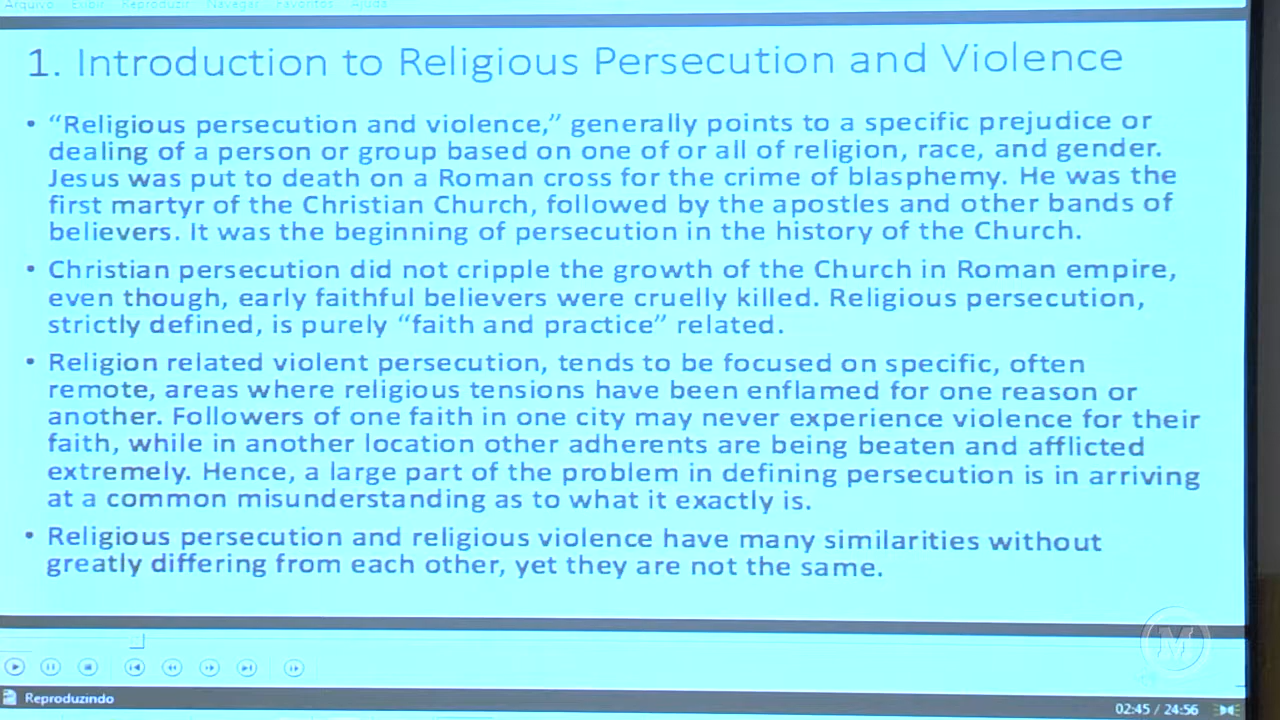 Arquivo Exibir Reproduzir Navegar Favoritos Ajuda
1. Introduction to Religious Persecution and Violence
• “Religious persecution and violence,” generally points to a specific prejudice or
dealing of a person or group based on one of or all of religion, race, and gender.
Jesus was put to death on a Roman cross for the crime of blasphemy. He was the
first martyr of the Christian Church, followed by the apostles and other bands of
believers. It was the beginning of persecution in the history of the Church.
• Christian persecution did not cripple the growth of the Church in Roman empire,
even though, early faithful believers were cruelly killed. Religious persecution,
strictly defined, is purely “faith and practice” related.
• Religion related violent persecution, tends to be focused on specific, often
remote, areas where religious tensions have been enflamed for one reason or
another. Followers of one faith in one city may never experience violence for their
faith, while in another location other adherents are being beaten and afflicted
extremely. Hence, a large part of the problem in defining persecution is in arriving
at a common misunderstanding as to what it exactly is.
• Religious persecution and religious violence have many similarities without
greatly differing from each other, yet they are not the same.
M
Reproduzindo
02:45 / 24:56